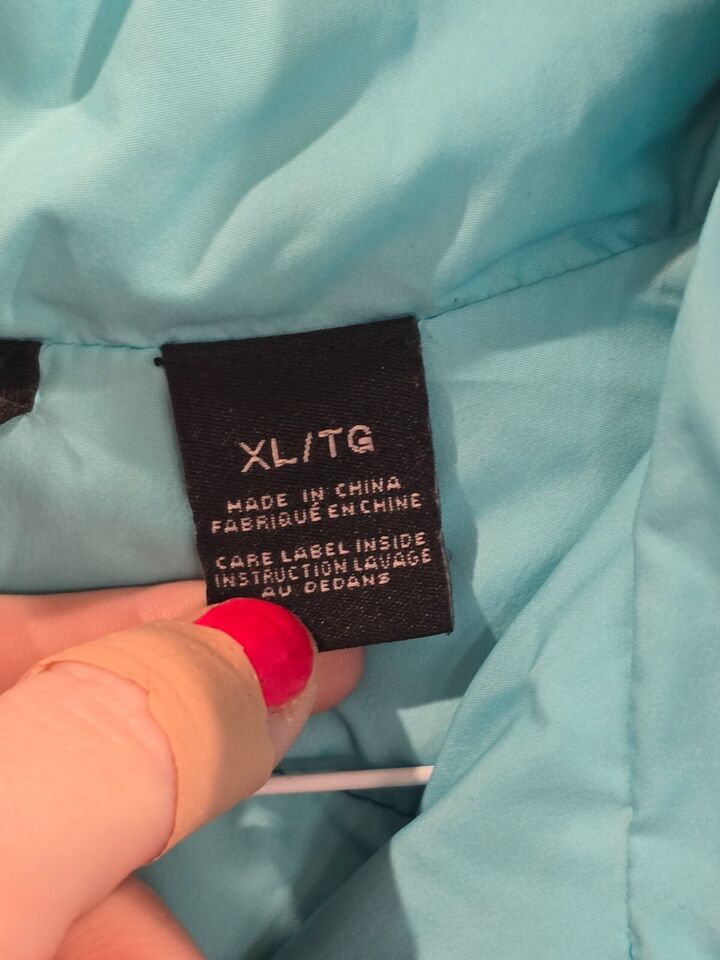 XL/TG
MADE IN CHINA
FABRIQUÉ EN CHINE
CARE LABEL INSIDE
INSTRUCTION LAVAGE
AU DEDANS